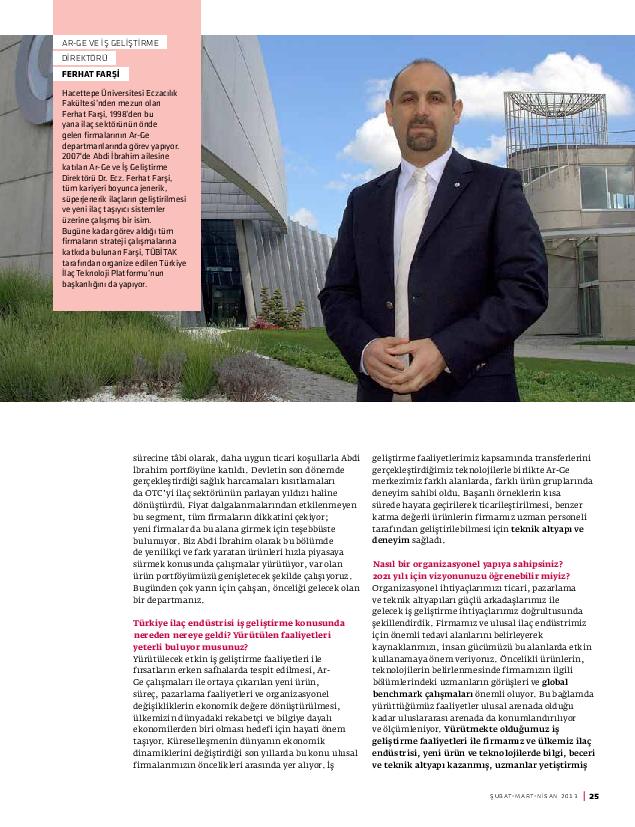 AR-GE VE İŞ GELİŞTİRME
DİREKTÖRÜ
FERHAT FARŞİ
Hacettepe Üniversitesi Eczacılık
Fakültesi'nden mezun olan
Ferhat Farşi, 1998'den bu
yana ilaç sektörünün önde
gelen firmalarının Ar-Ge
departmanlarında görev yapıyor.
2007'de Abdi İbrahim ailesine
katılan Ar-Ge ve İş Geliştirme
Direktörü Dr. Ecz. Ferhat Farşi,
tüm kariyeri boyunca jenerik,
süperjenerik ilaçların geliştirilmesi
ve yeni ilaç taşıyıcı sistemler
üzerine çalışmış bir isim.
Bugüne kadar görev aldığı tüm
firmaların strateji çalışmalarına
katkıda bulunan Farşi, TÜBİTAK
tarafından organize edilen Türkiye
İlaç Teknoloji Platformu'nun
başkanlığını da yapıyor.
sürecine tâbi olarak, daha uygun ticari koşullarla Abdi
İbrahim portföyüne katıldı. Devletin son dönemde
gerçekleştirdiği sağlık harcamaları kısıtlamaları
da OTC'yi ilaç sektörünün parlayan yıldızı haline
dönüştürdü. Fiyat dalgalanmalarından etkilenmeyen
bu segment, tüm firmaların dikkatini çekiyor;
yeni firmalar da bu alana girmek için teşebbüste
bulunuyor. Biz Abdi İbrahim olarak bu bölümde
de yenilikçi ve fark yaratan ürünleri hızla piyasaya
sürmek konusunda çalışmalar yürütüyor, var olan
ürün portföyümüzü genişletecek şekilde çalışıyoruz.
Bugünden çok yarın için çalışan, önceliği gelecek olan
bir departmanız.
Türkiye ilaç endüstrisi iş geliştirme konusunda
nereden nereye geldi? Yürütülen faaliyetleri
yeterli buluyor musunuz?
Yürütülecek etkin iş geliştirme faaliyetleri ile
fırsatların erken safhalarda tespit edilmesi, Ar-
Ge çalışmaları ile ortaya çıkarılan yeni ürün,
süreç, pazarlama faaliyetleri ve organizasyonel
değişikliklerin ekonomik değere dönüştürülmesi,
ülkemizin dünyadaki rekabetçi ve bilgiye dayalı
ekonomilerden biri olması hedefi için hayati önem
taşıyor. Küreselleşmenin dünyanın ekonomik
dinamiklerini değiştirdiği son yıllarda bu konu ulusal
firmalarımızın öncelikleri arasında yer alıyor. İş
geliştirme faaliyetlerimiz kapsamında transferlerini
gerçekleştirdiğimiz teknolojilerle birlikte Ar-Ge
merkezimiz farklı alanlarda, farklı ürün gruplarında
deneyim sahibi oldu. Başarılı örneklerin kısa
sürede hayata geçirilerek ticarileştirilmesi, benzer
katma değerli ürünlerin firmamız uzman personeli
tarafından geliştirilebilmesi için teknik altyapı ve
deneyim sağladı.
Nasıl bir organizasyonel yapıya sahipsiniz?
2021 yılı için vizyonunuzu öğrenebilir miyiz?
Organizasyonel ihtiyaçlarımızı ticari, pazarlama
ve teknik altyapıları güçlü arkadaşlarımız ile
gelecek iş geliştirme ihtiyaçlarımız doğrultusunda
şekillendirdik. Firmamız ve ulusal ilaç endüstrimiz
için önemli tedavi alanlarını belirleyerek
kaynaklarımızı, insan gücümüzü bu alanlarda etkin
kullanamaya önem veriyoruz. Öncelikli ürünlerin,
teknolojilerin belirlenmesinde firmamızın ilgili
bölümlerindeki uzmanların görüşleri ve global
benchmark çalışmaları önemli oluyor. Bu bağlamda
yürüttüğümüz faaliyetler ulusal arenada olduğu
kadar uluslararası arenada da konumlandırılıyor
ve ölçümleniyor. Yürütmekte olduğumuz iş
geliştirme faaliyetleri ile firmamız ve ülkemiz ilaç
endüstrisi, yeni ürün ve teknolojilerde bilgi, beceri
ve teknik altyapı kazanmış, uzmanlar yetiştirmiş
ŞUBAT-MART-NİSAN 2013 | 25